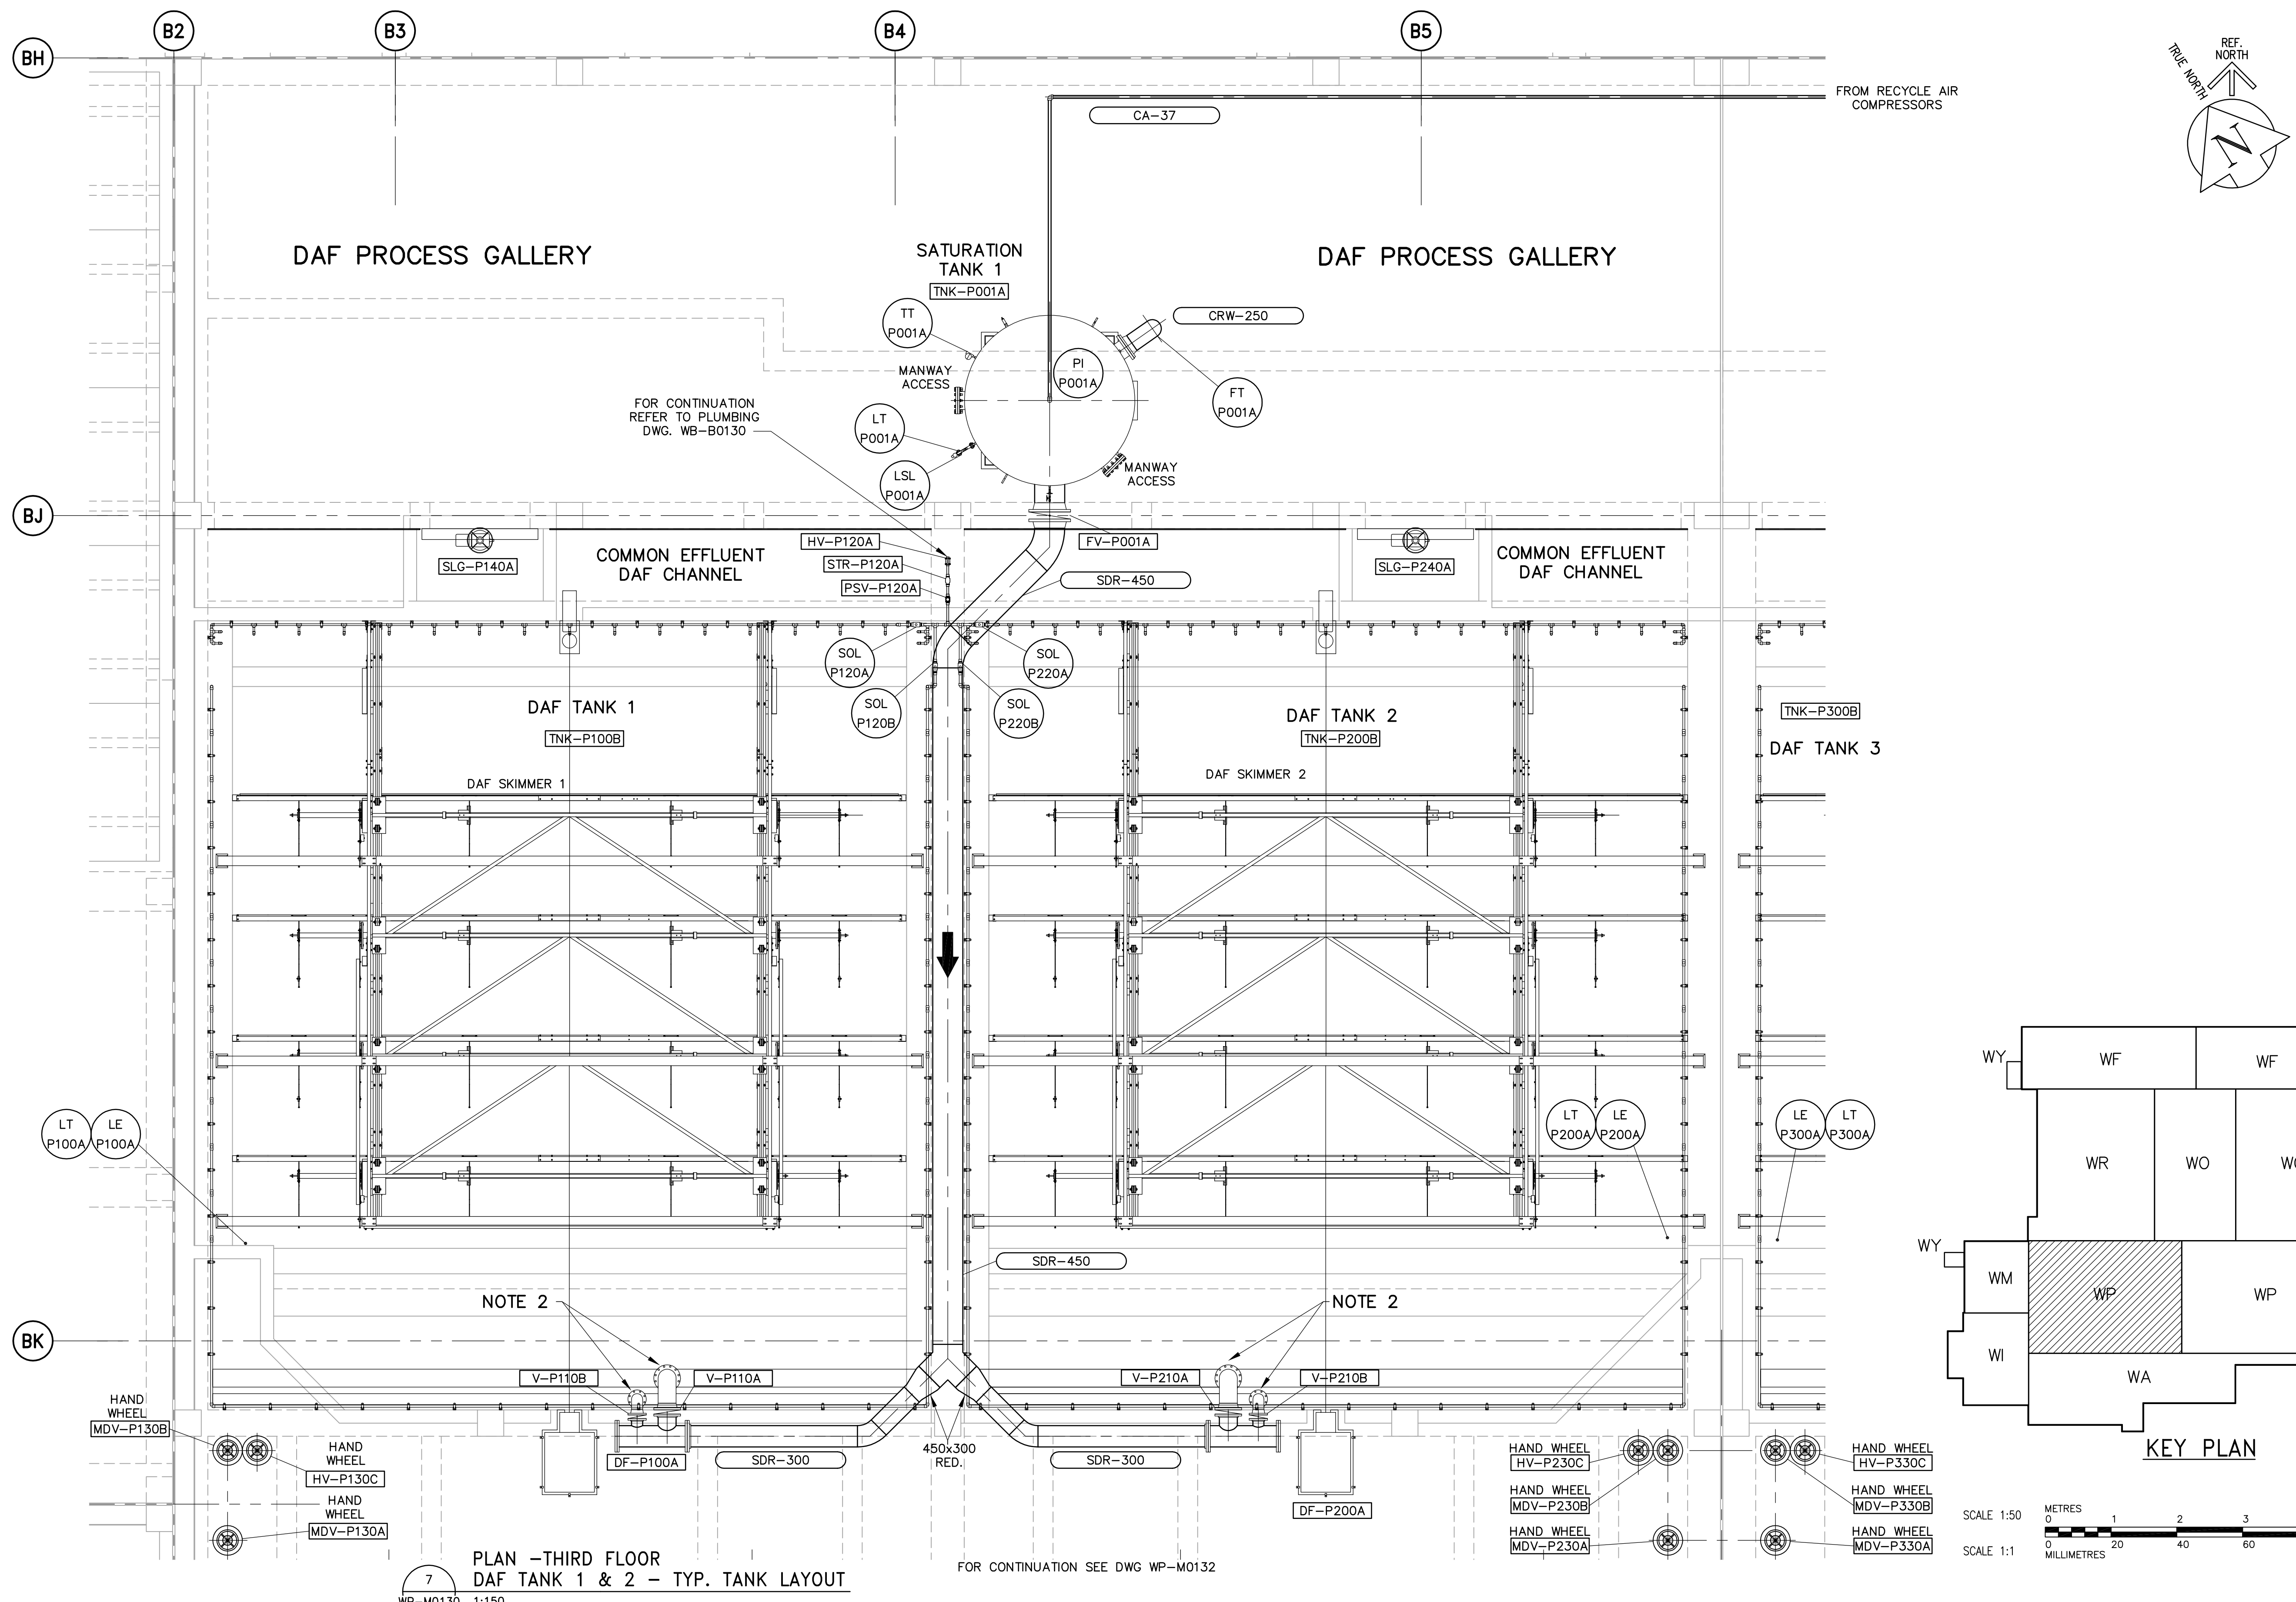 B2
B3
B4
B5
BH
REF.
NORTH
TRUE NORTH
N
FROM RECYCLE AIR
COMPRESSORS
CA-37
DAF PROCESS GALLERY
SATURATION
TANK 1
TNK-P001A
DAF PROCESS GALLERY
TT
P001A
CRW-250
PI
P001A
MANWAY
ACCESS
FT
P001A
FOR CONTINUATION
REFER TO PLUMBING
DWG. WB-B0130
LT
P001A
LSL
P001A
MANWAY
ACCESS
BJ
SLG-P140A
COMMON EFFLUENT
DAF CHANNEL
HV-P120A
STR-P120A
PSV-P120A
FV-P001A
SDR-450
SLG-P240A
COMMON EFFLUENT
DAF CHANNEL
SOL
P120A
SOL
P220A
SOL
P120B
SOL
P220B
DAF TANK 1
TNK-P100B
DAF TANK 2
TNK-P200B
TNK-P300B
DAF TANK 3
DAF SKIMMER 1
DAF SKIMMER 2
LT
P100A
LE
P100A
LT
P200A
LE
P200A
LE
P300A
LT
P300A
SDR-450
NOTE 2
NOTE 2
BK
V-P110B
V-P110A
V-P210A
V-P210B
HAND
WHEEL
MDV-P130B
HAND
WHEEL
HV-P130C
HAND
WHEEL
MDV-P130A
DF-P100A
SDR-300
450x300
RED.
SDR-300
DF-P200A
HAND WHEEL
HV-P230C
HAND WHEEL
MDV-P230B
HAND WHEEL
MDV-P230A
HAND WHEEL
HV-P330C
HAND WHEEL
MDV-P330B
HAND WHEEL
MDV-P330A
WY
WF
WF
WR
WO
WY
WM
WP
WP
WI
WA
KEY PLAN
SCALE 1:50
METRES
0 1 2 3
SCALE 1:1
0 20 40 60
MILLIMETRES
7
PLAN -THIRD FLOOR
DAF TANK 1 & 2 - TYP. TANK LAYOUT
WP-M0130 1:150
FOR CONTINUATION SEE DWG WP-M0132